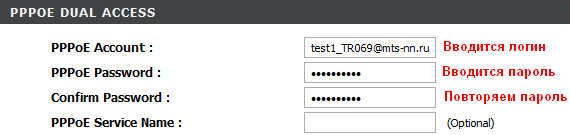 PPPOE DUAL ACCESS
PPPoE Account : test1_TR069@mts-nn.ru Вводится логин
PPPoE Password : •••••••••• Вводится пароль
Confirm Password : •••••••••• Повторяем пароль
PPPoE Service Name : (Optional)